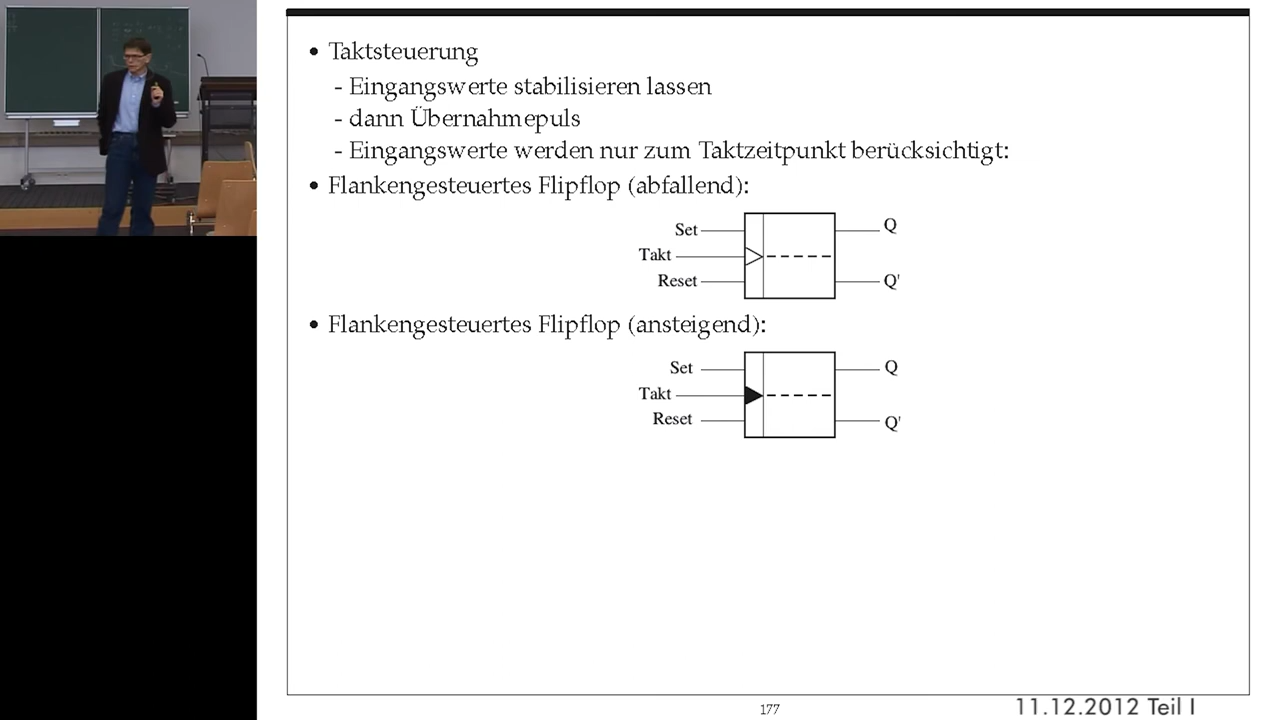 • Taktsteuerung
- Eingangswerte stabilisieren lassen
- dann Übernahmepuls
- Eingangswerte werden nur zum Taktzeitpunkt berücksichtigt:
• Flankengesteuertes Flipflop (abfallend):
Set Q
Takt
Reset Q'
• Flankengesteuertes Flipflop (ansteigend):
Set Q
Takt
Reset Q'
177
11.12.2012 Teil I